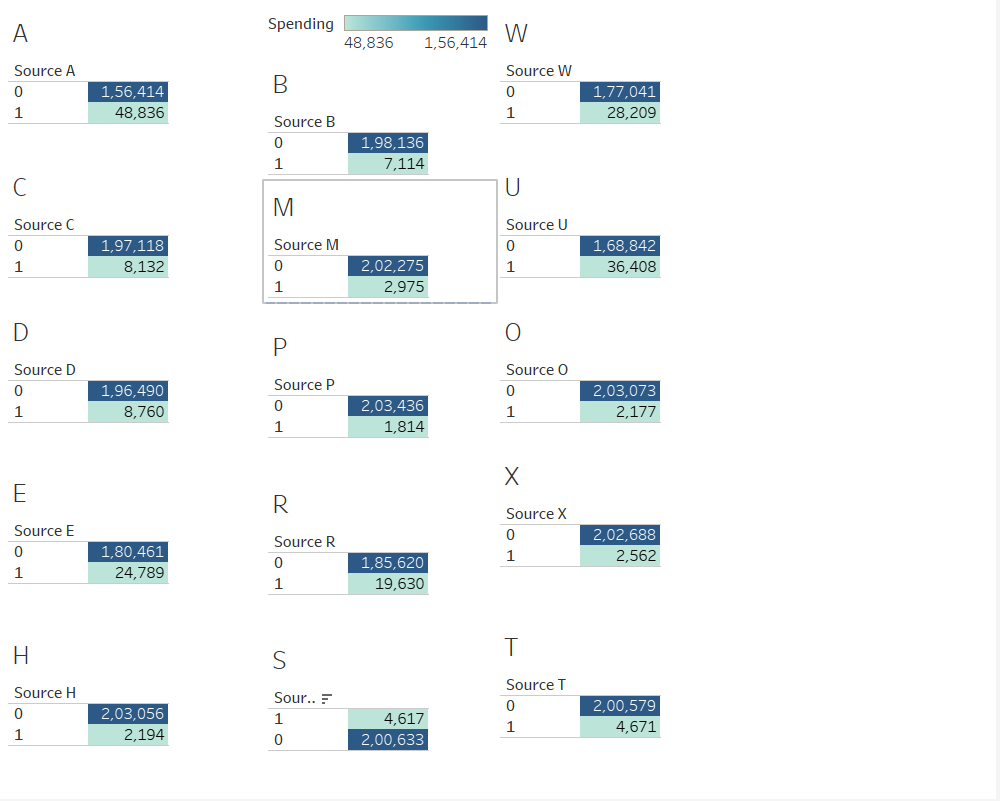 A
Source A
0 1,56,414
1 48,836
C
Source C
0 1,97,118
1 8,132
D
Source D
0 1,96,490
1 8,760
E
Source E
0 1,80,461
1 24,789
H
Source H
0 2,03,056
1 2,194
Spending
48,836 1,56,414
B
Source B
0 1,98,136
1 7,114
M
Source M
0 2,02,275
1 2,975
P
Source P
0 2,03,436
1 1,814
R
Source R
0 1,85,620
1 19,630
S
Sour..
1 4,617
0 2,00,633
W
Source W
0 1,77,041
1 28,209
U
Source U
0 1,68,842
1 36,408
O
Source O
0 2,03,073
1 2,177
X
Source X
0 2,02,688
1 2,562
T
Source T
0 2,00,579
1 4,671